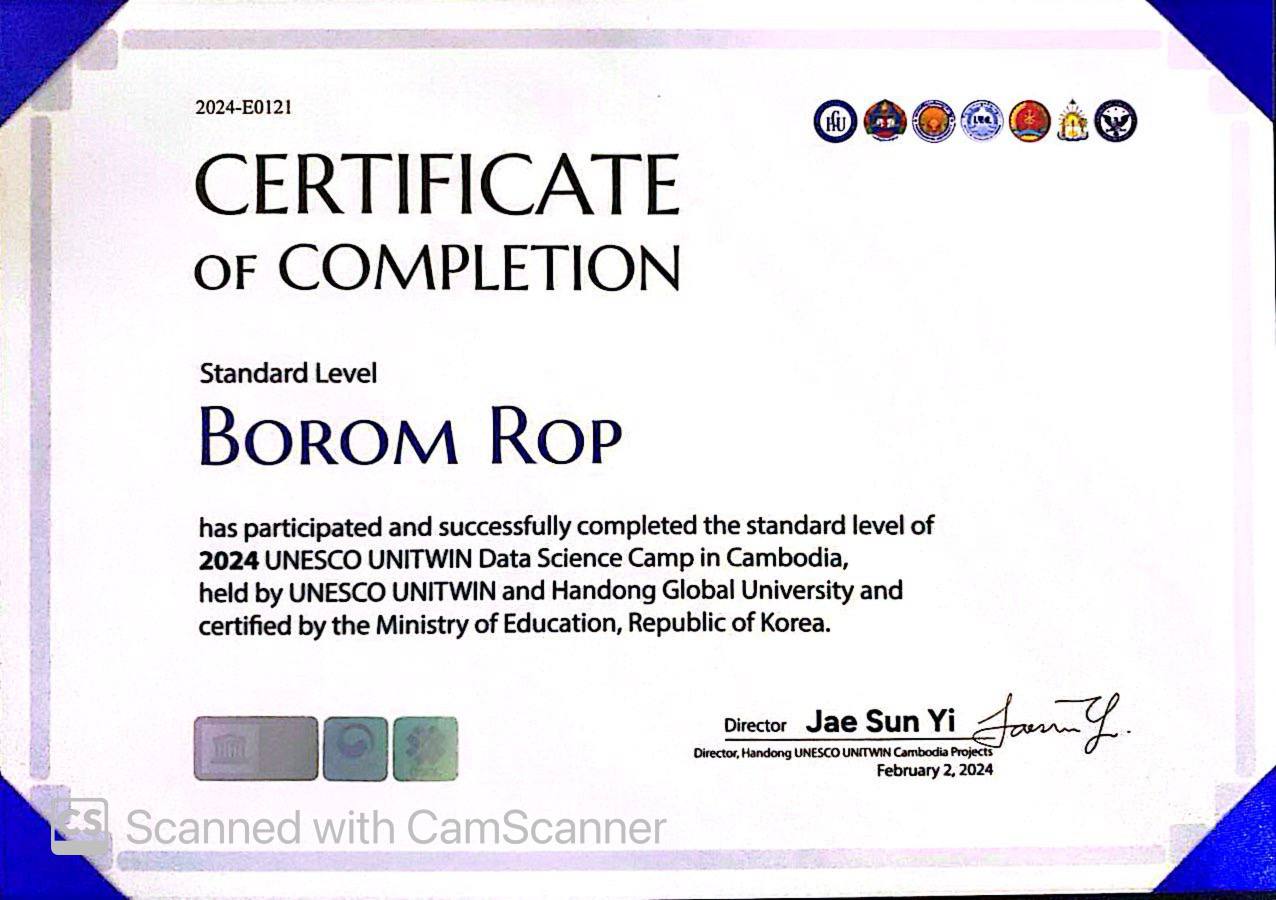 2024-E0121
CERTIFICATE
OF COMPLETION
Standard Level
BOROM ROP
has participated and successfully completed the standard level of
2024 UNESCO UNITWIN Data Science Camp in Cambodia,
held by UNESCO UNITWIN and Handong Global University and
certified by the Ministry of Education, Republic of Korea.
Director Jae Sun Yi
Director, Handong UNESCO UNITWIN Cambodia Projects
February 2, 2024
CS Scanned with CamScanner